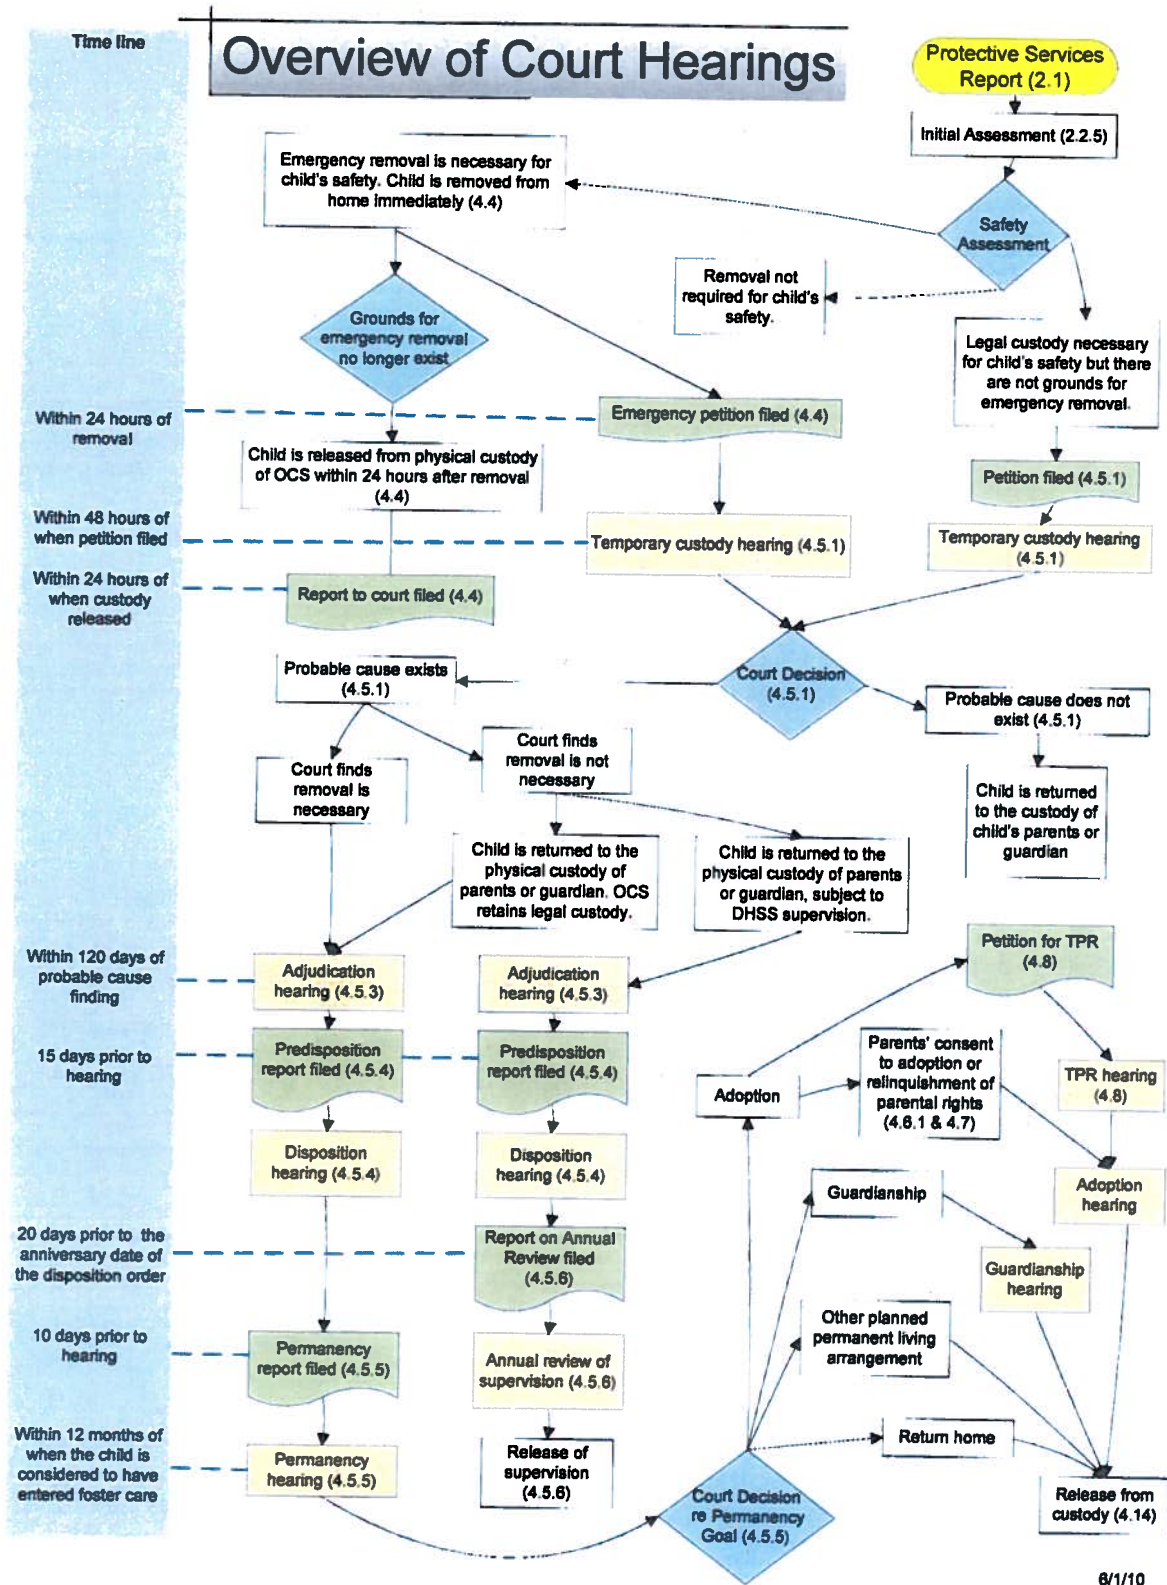 Time line
Overview of Court Hearings
Protective Services
Report (2.1)
Initial Assessment (2.2.5)
Emergency removal is necessary for
child's safety. Child is removed from
home immediately (4.4)
Safety
Assessment
Removal not
required for child's
safety.
Grounds for
emergency removal
no longer exist
Legal custody necessary
for child's safety but there
are not grounds for
emergency removal.
Within 24 hours of
removal
Emergency petition filed (4.4)
Child is released from physical custody
of OCS within 24 hours after removal
(4.4)
Petition filed (4.5.1)
Within 48 hours of
when petition filed
Temporary custody hearing (4.5.1)
Temporary custody hearing
(4.5.1)
Within 24 hours of
when custody
released
Report to court filed (4.4)
Probable cause exists
(4.5.1)
Court Decision
(4.5.1)
Probable cause does not
exist (4.5.1)
Court finds
removal is
necessary
Court finds
removal is not
necessary
Child is returned
to the custody of
child's parents or
guardian
Child is returned to the
physical custody of
parents or guardian. OCS
retains legal custody.
Child is returned to the
physical custody of parents
or guardian, subject to
DHSS supervision.
Petition for TPR
(4.8)
Within 120 days of
probable cause
finding
Adjudication
hearing (4.5.3)
Adjudication
hearing (4.5.3)
15 days prior to
hearing
Predisposition
report filed (4.5.4)
Predisposition
report filed (4.5.4)
Adoption
Parents' consent
to adoption or
relinquishment of
parental rights
(4.6.1 & 4.7)
TPR hearing
(4.8)
Disposition
hearing (4.5.4)
Disposition
hearing (4.5.4)
Guardianship
Adoption
hearing
20 days prior to the
anniversary date of
the disposition order
Report on Annual
Review filed
(4.5.6)
Guardianship
hearing
10 days prior to
hearing
Permanency
report filed (4.5.5)
Annual review of
supervision (4.5.6)
Other planned
permanent living
arrangement
Within 12 months of
when the child is
considered to have
entered foster care
Permanency
hearing (4.5.5)
Release of
supervision
(4.5.6)
Return home
Court Decision
re Permanency
Goal (4.5.5)
Release from
custody (4.14)
6/1/10